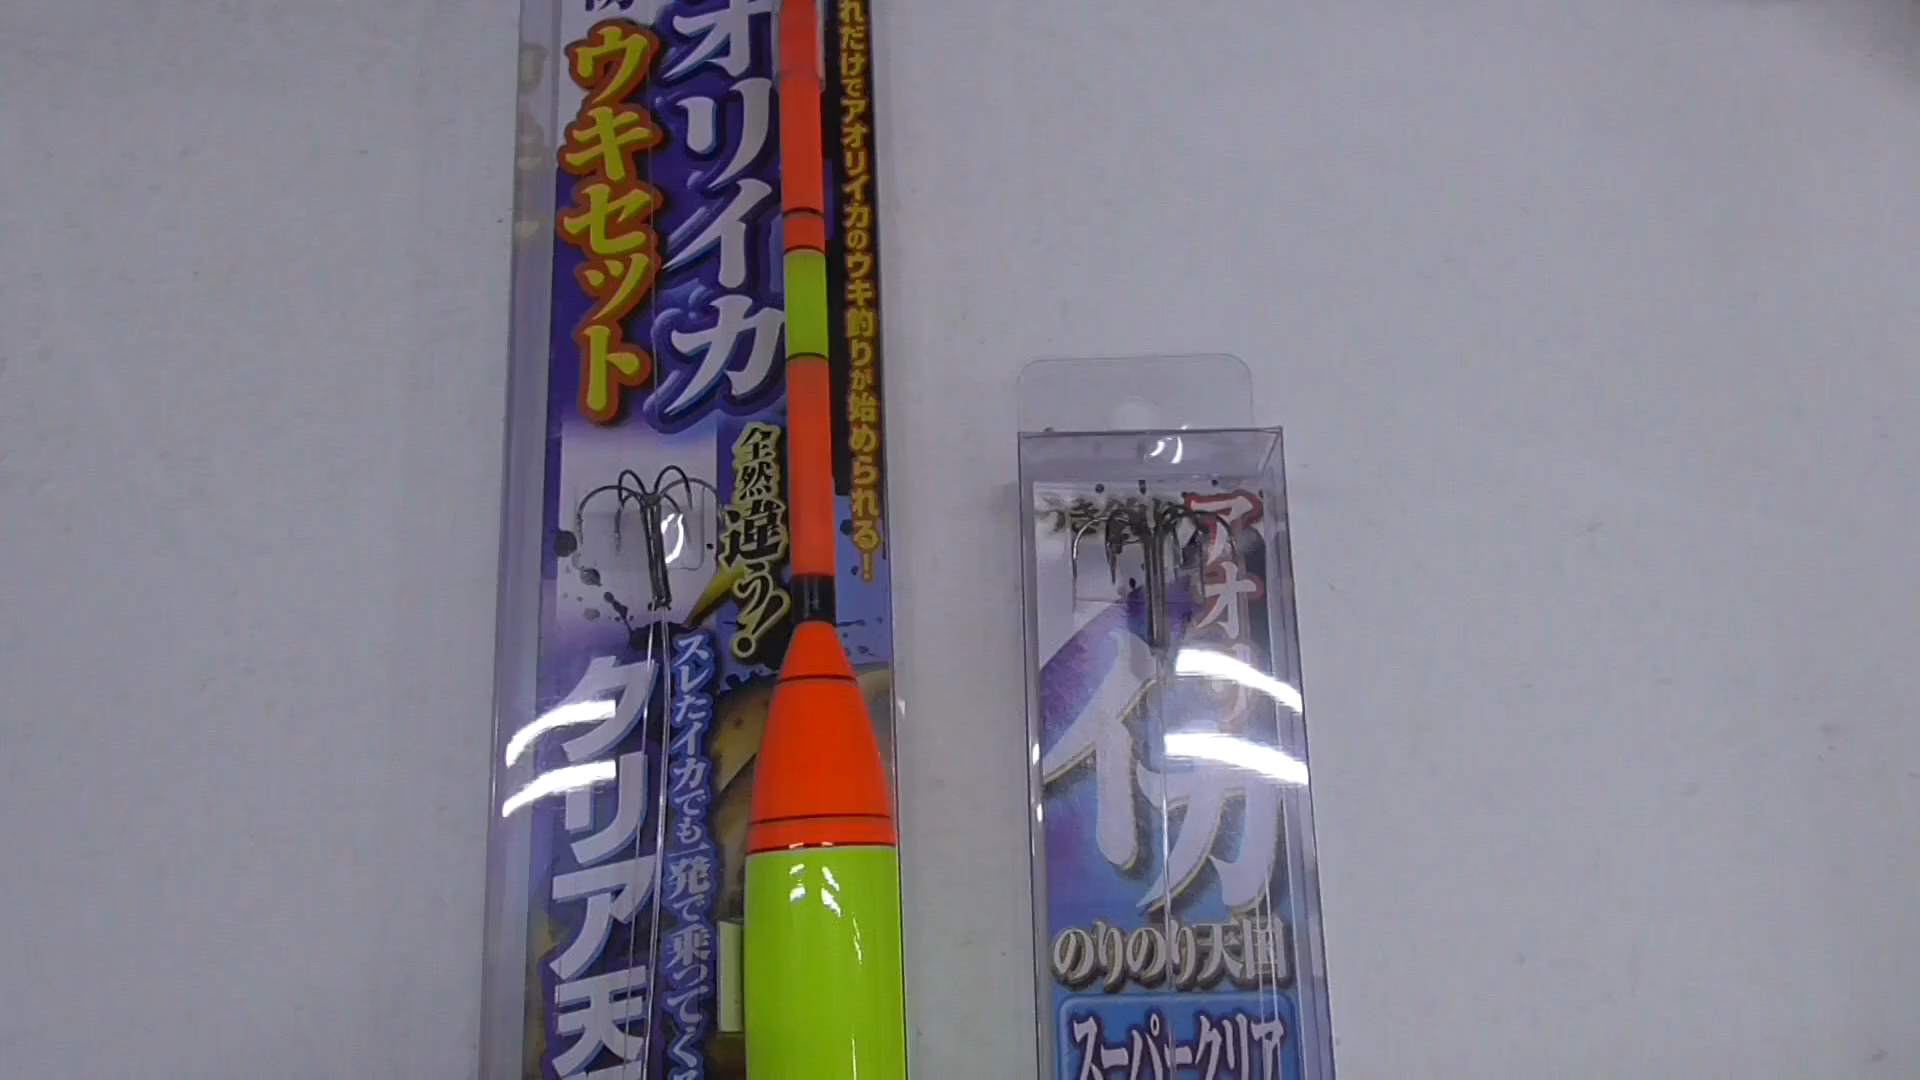 オリイカ
ウキセット
れだけでアオリイカのウキ釣りが始められる!
全然違う!
スレたイカでも一発で乗ってくる
クリア天
アオリ
イカ
のりのり天国
スーパークリア